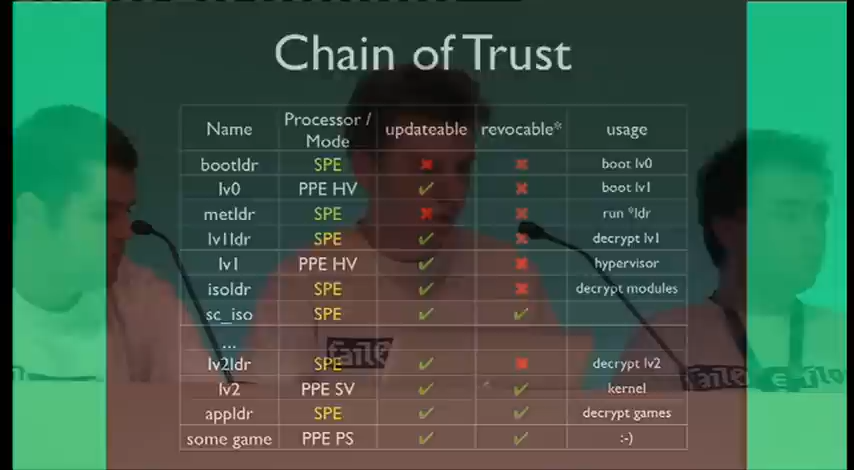 Chain of Trust
Name Processor / Mode updateable revocable* usage
bootldr SPE ✖ ✖ boot lv0
lv0 PPE HV ✓ ✖ boot lv1
metldr SPE ✖ ✖ run *ldr
lv1ldr SPE ✓ ✖ decrypt lv1
lv1 PPE HV ✓ ✖ hypervisor
isoldr SPE ✓ ✖ decrypt modules
sc_iso SPE ✓ ✓
...
lv2ldr SPE ✓ ✖ decrypt lv2
lv2 PPE SV ✓ ✓ kernel
appldr SPE ✓ ✓ decrypt games
some game PPE PS ✓ ✓ :-)